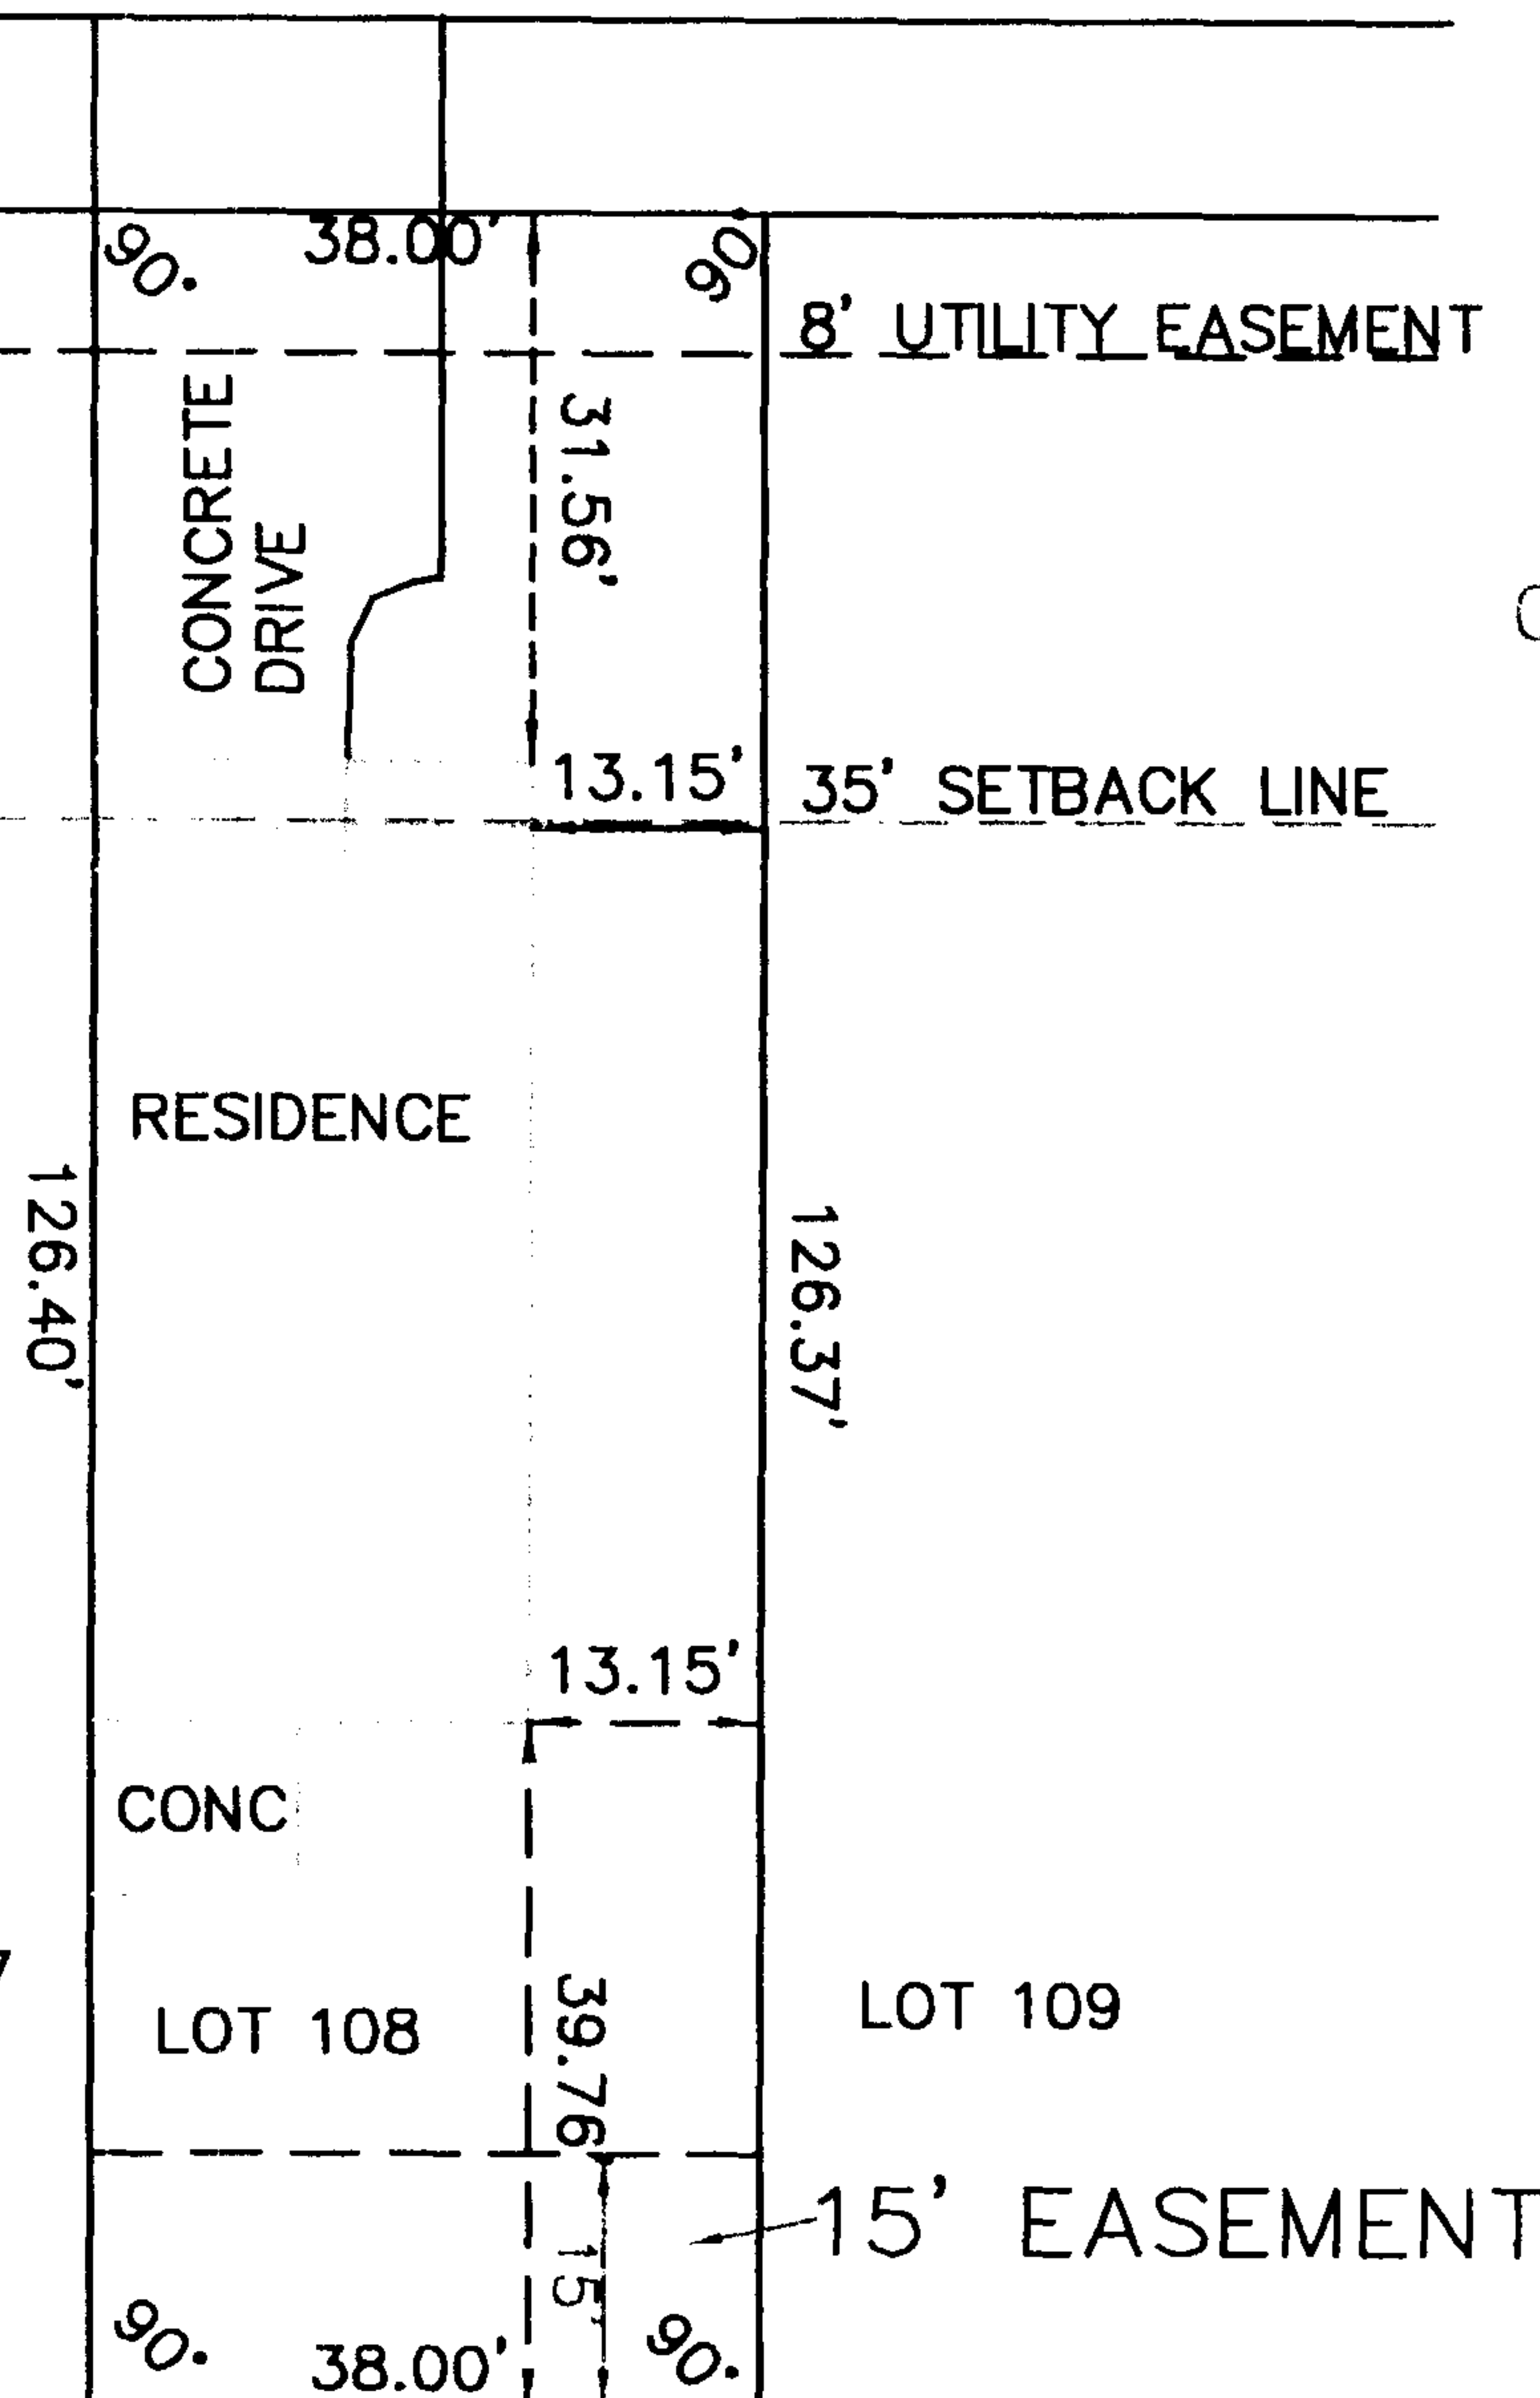 38.00'
90.
90
8' UTILITY EASEMENT
CONCRETE
DRIVE
31.56'
13.15'
35' SETBACK LINE
RESIDENCE
126.40'
126.37'
13.15'
CONC
LOT 108
39.76
LOT 109
15' EASEMENT
15'
90.
38.00'
90.